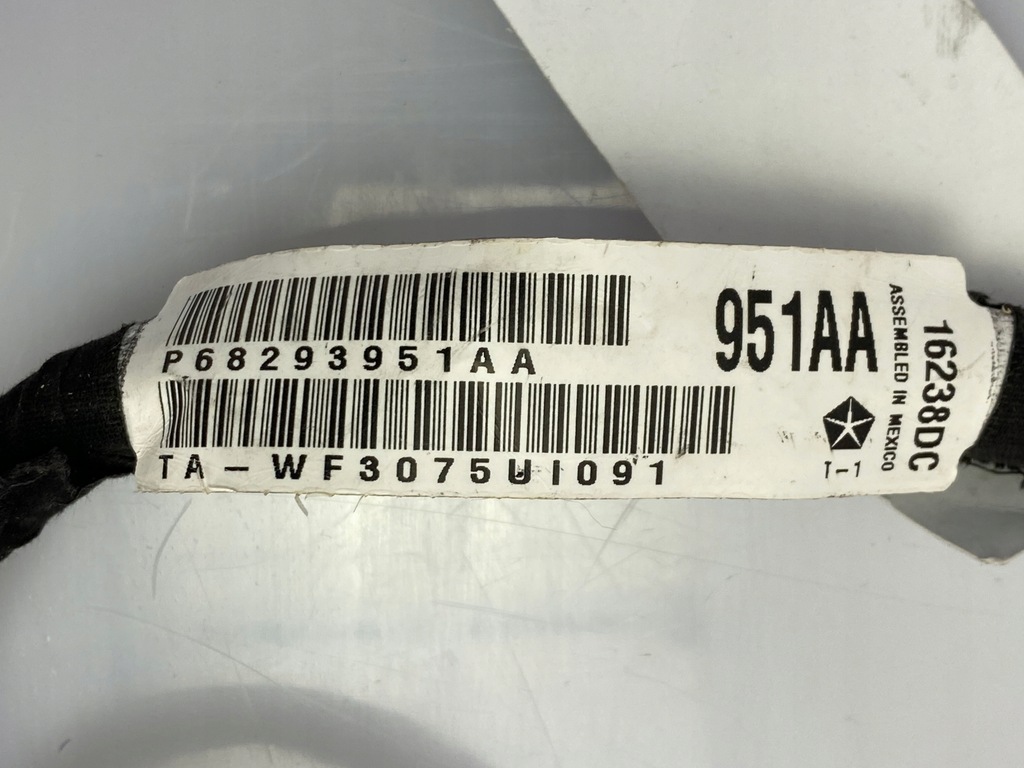 P68293951AA
TA-WF3075UI091
951AA
T-1
ASSEMBLED IN MEXICO
16238DC